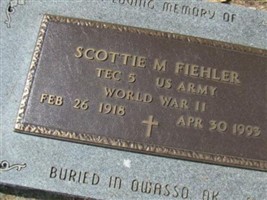 LOVING MEMORY OF
SCOTTIE M FIEHLER
TEC 5 US ARMY
WORLD WAR II
FEB 26 1918 APR 30 1993
BURIED IN OWASSO, OK